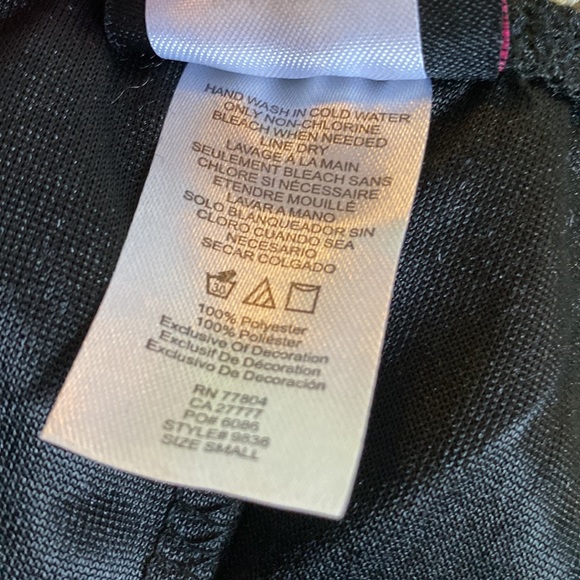 HAND WASH IN COLD WATER
ONLY NON-CHLORINE
BLEACH WHEN NEEDED
LINE DRY
LAVAGE À LA MAIN
SEULEMENT BLEACH SANS
CHLORE SI NÉCESSAIRE
ETENDRE MOUILLÉ
LAVAR A MANO
SOLO BLANQUEADOR SIN
CLORO CUANDO SEA
NECESARIO
SECAR COLGADO
30
100% Polyester
100% Poliéster
Exclusive Of Decoration
Exclusif De Décoration
Exclusivo De Decoración
RN 77804
CA 27777
PO# 6086
STYLE# 9836
SIZE SMALL